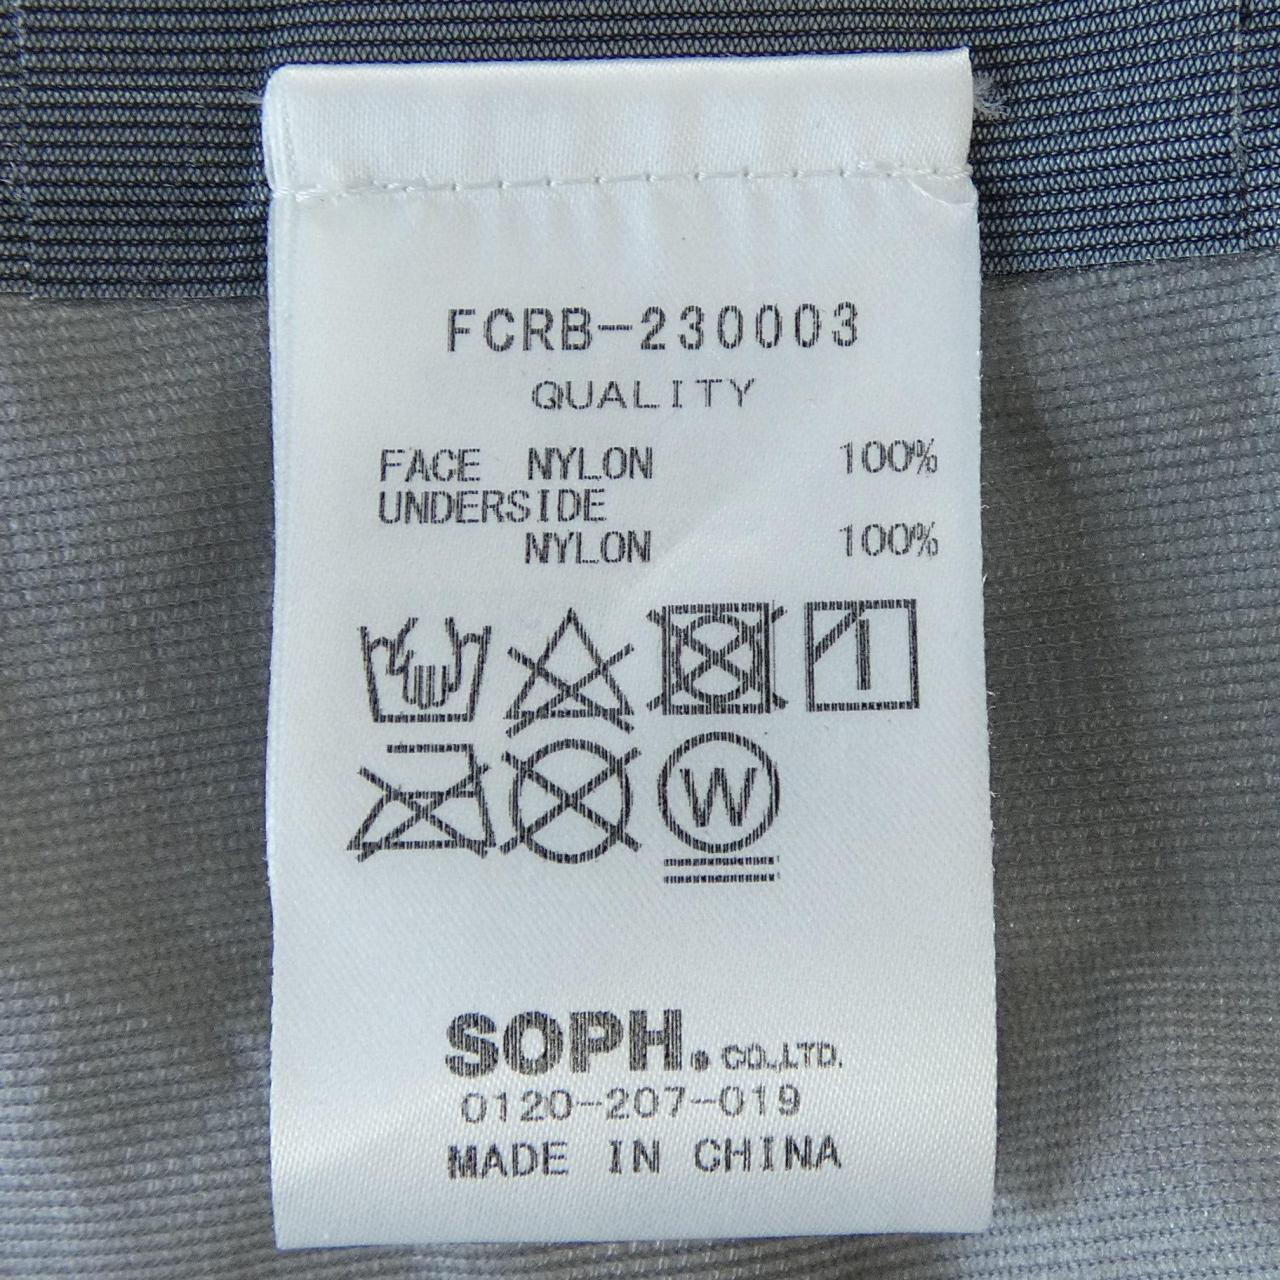 FCRB-230003
QUALITY
FACE NYLON 100%
UNDERSIDE
NYLON 100%
W
SOPH. CO.,LTD.
0120-207-019
MADE IN CHINA